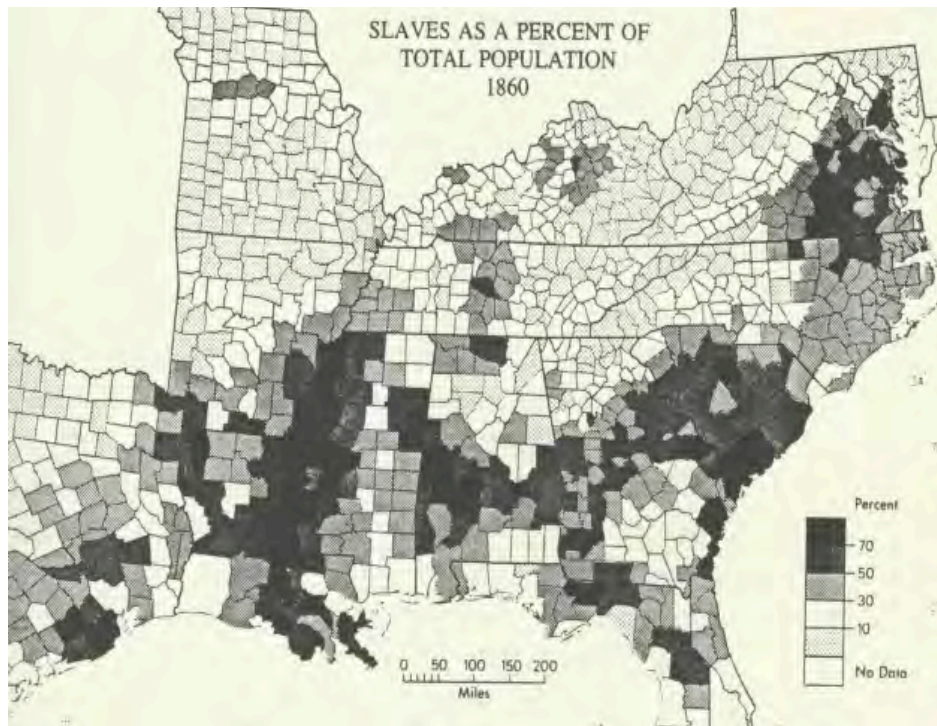 SLAVES AS A PERCENT OF
TOTAL POPULATION
1860
Percent
70
50
30
10
No Data
0 50 100 150 200
Miles